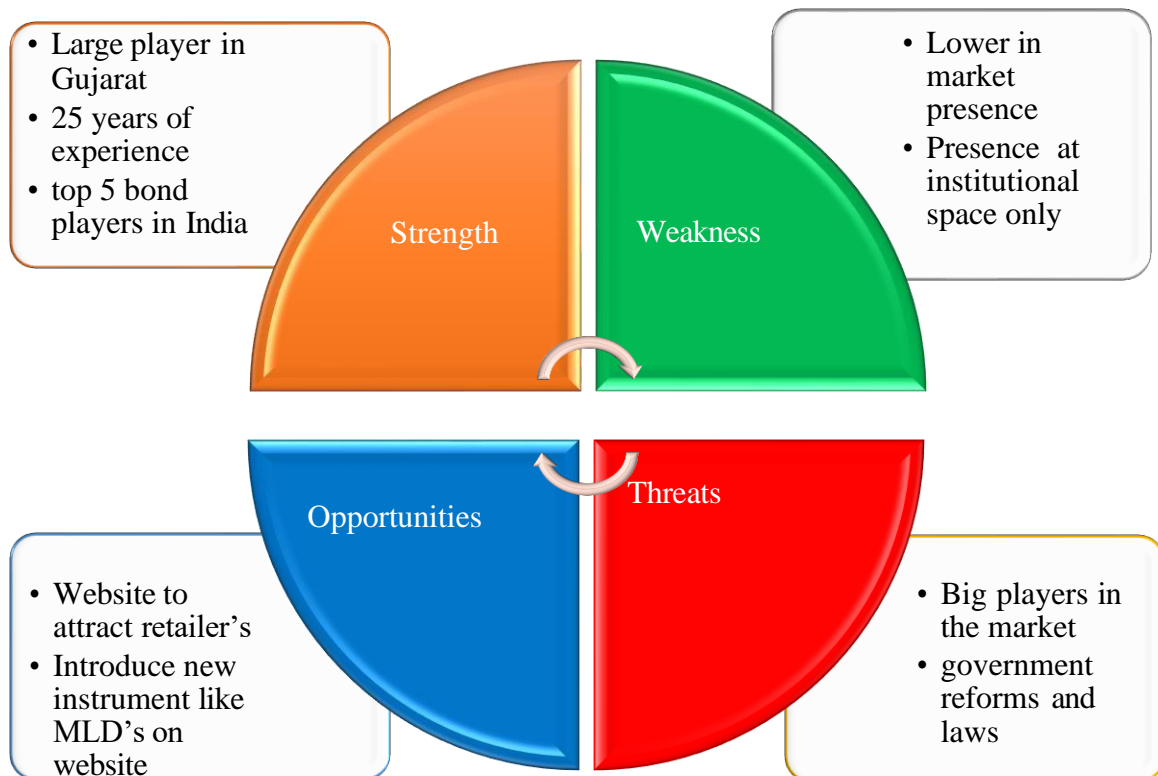 • Large player in
Gujarat
• 25 years of
experience
• top 5 bond
players in India
Strength
• Lower in
market
presence
• Presence at
institutional
space only
Weakness
Opportunities
• Website to
attract retailer's
• Introduce new
instrument like
MLD's on
website
Threats
• Big players in
the market
• government
reforms and
laws